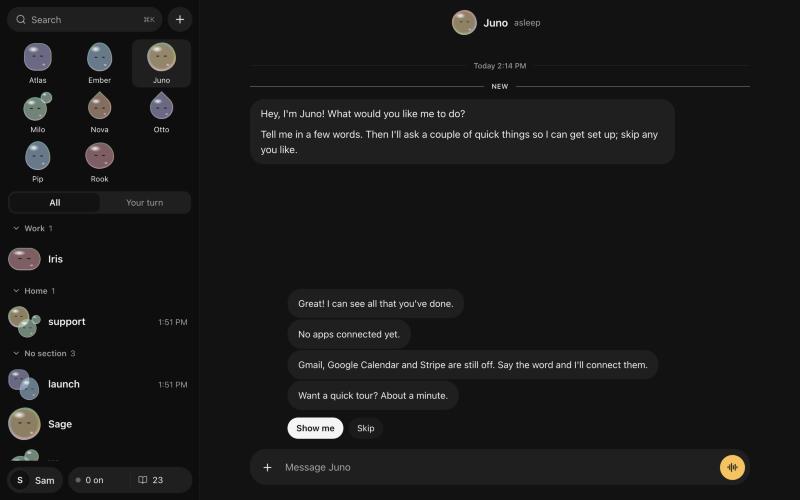 Search ⌘K
Atlas
Ember
Juno
Milo
Nova
Otto
Pip
Rook
All
Your turn
Work 1
Iris
Home 1
support 1:51 PM
No section 3
launch 1:51 PM
Sage
S Sam
0 on
23
Juno asleep
Today 2:14 PM
NEW
Hey, I'm Juno! What would you like me to do?
Tell me in a few words. Then I'll ask a couple of quick things so I can get set up; skip any
you like.
Great! I can see all that you've done.
No apps connected yet.
Gmail, Google Calendar and Stripe are still off. Say the word and I'll connect them.
Want a quick tour? About a minute.
Show me
Skip
Message Juno